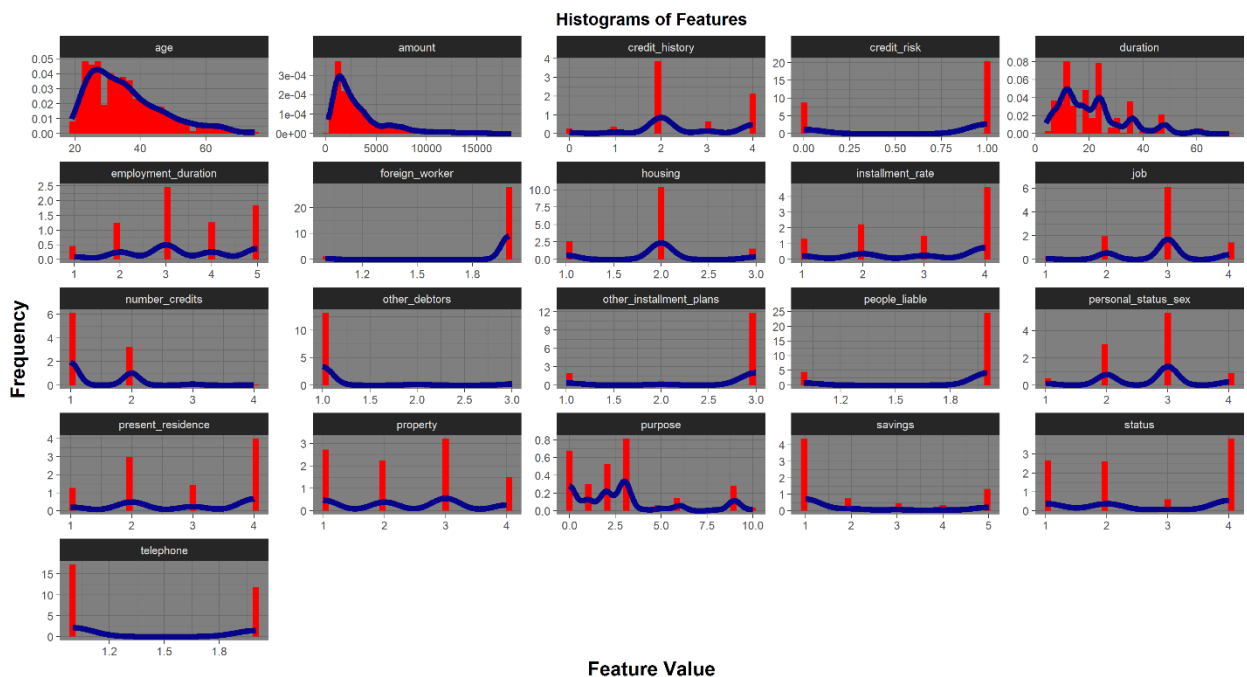 Histograms of Features
age amount credit_history credit_risk duration
0.05 0.04 0.03 0.02 0.01 0.00
20 40 60
3e-04 2e-04 1e-04 0e+00
0 5000 10000 15000
4 3 2 1 0
0 1 2 3 4
20 15 10 5 0
0.00 0.25 0.50 0.75 1.00
0.08 0.06 0.04 0.02 0.00
0 20 40 60
employment_duration foreign_worker housing installment_rate job
2.5 2.0 1.5 1.0 0.5 0.0
1 2 3 4 5
20 10 0
1.2 1.5 1.8
10.0 7.5 5.0 2.5 0.0
1.0 1.5 2.0 2.5 3.0
4 3 2 1 0
1 2 3 4
6 4 2 0
1 2 3 4
number_credits other_debtors other_installment_plans people_liable personal_status_sex
6 4 2 0
1 2 3 4
10 5 0
1.0 1.5 2.0 2.5 3.0
12 9 6 3 0
1.0 1.5 2.0 2.5 3.0
25 20 15 10 5 0
1.2 1.5 1.8
4 2 0
1 2 3 4
present_residence property purpose savings status
4 3 2 1 0
1 2 3 4
3 2 1 0
1 2 3 4
0.8 0.6 0.4 0.2 0.0
0.0 2.5 5.0 7.5 10.0
4 3 2 1 0
1 2 3 4 5
3 2 1 0
1 2 3 4
telephone
15 10 5 0
1.2 1.5 1.8
Frequency
Feature Value